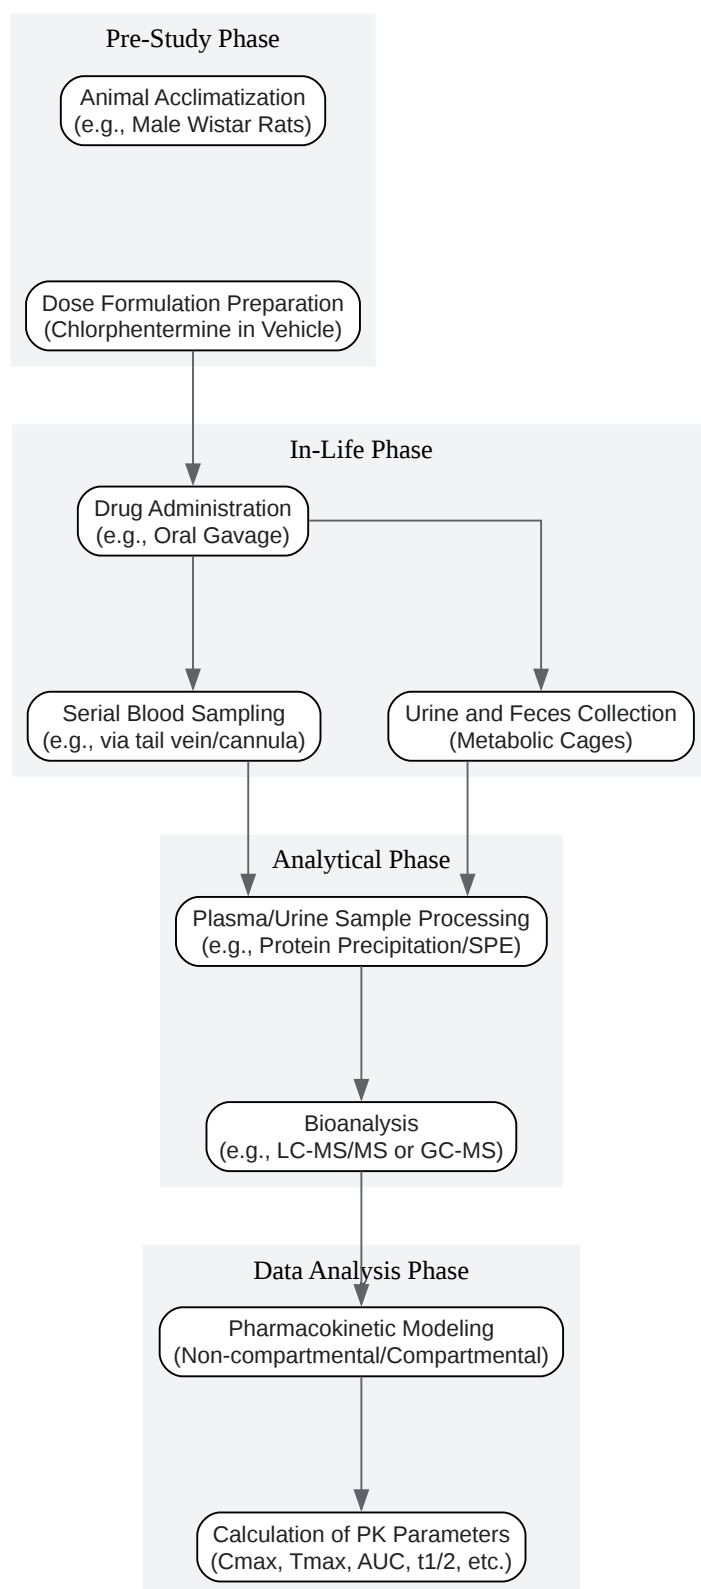 Pre-Study Phase
Animal Acclimatization
(e.g., Male Wistar Rats)
Dose Formulation Preparation
(Chlorphentermine in Vehicle)
In-Life Phase
Drug Administration
(e.g., Oral Gavage)
Serial Blood Sampling
(e.g., via tail vein/cannula)
Urine and Feces Collection
(Metabolic Cages)
Analytical Phase
Plasma/Urine Sample Processing
(e.g., Protein Precipitation/SPE)
Bioanalysis
(e.g., LC-MS/MS or GC-MS)
Data Analysis Phase
Pharmacokinetic Modeling
(Non-compartmental/Compartmental)
Calculation of PK Parameters
(Cmax, Tmax, AUC, t1/2, etc.)